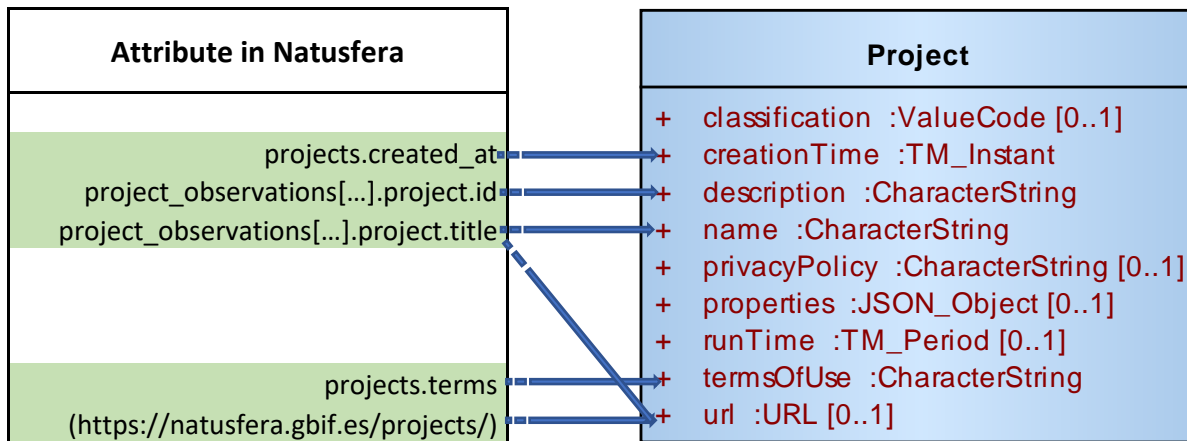 Attribute in Natusfera
projects.created_at
project_observations[…].project.id
project_observations[…].project.title
projects.terms
(https://natusfera.gbif.es/projects/)
Project
+ classification :ValueCode [0..1]
+ creationTime :TM_Instant
+ description :CharacterString
+ name :CharacterString
+ privacyPolicy :CharacterString [0..1]
+ properties :JSON_Object [0..1]
+ runTime :TM_Period [0..1]
+ termsOfUse :CharacterString
+ url :URL [0..1]